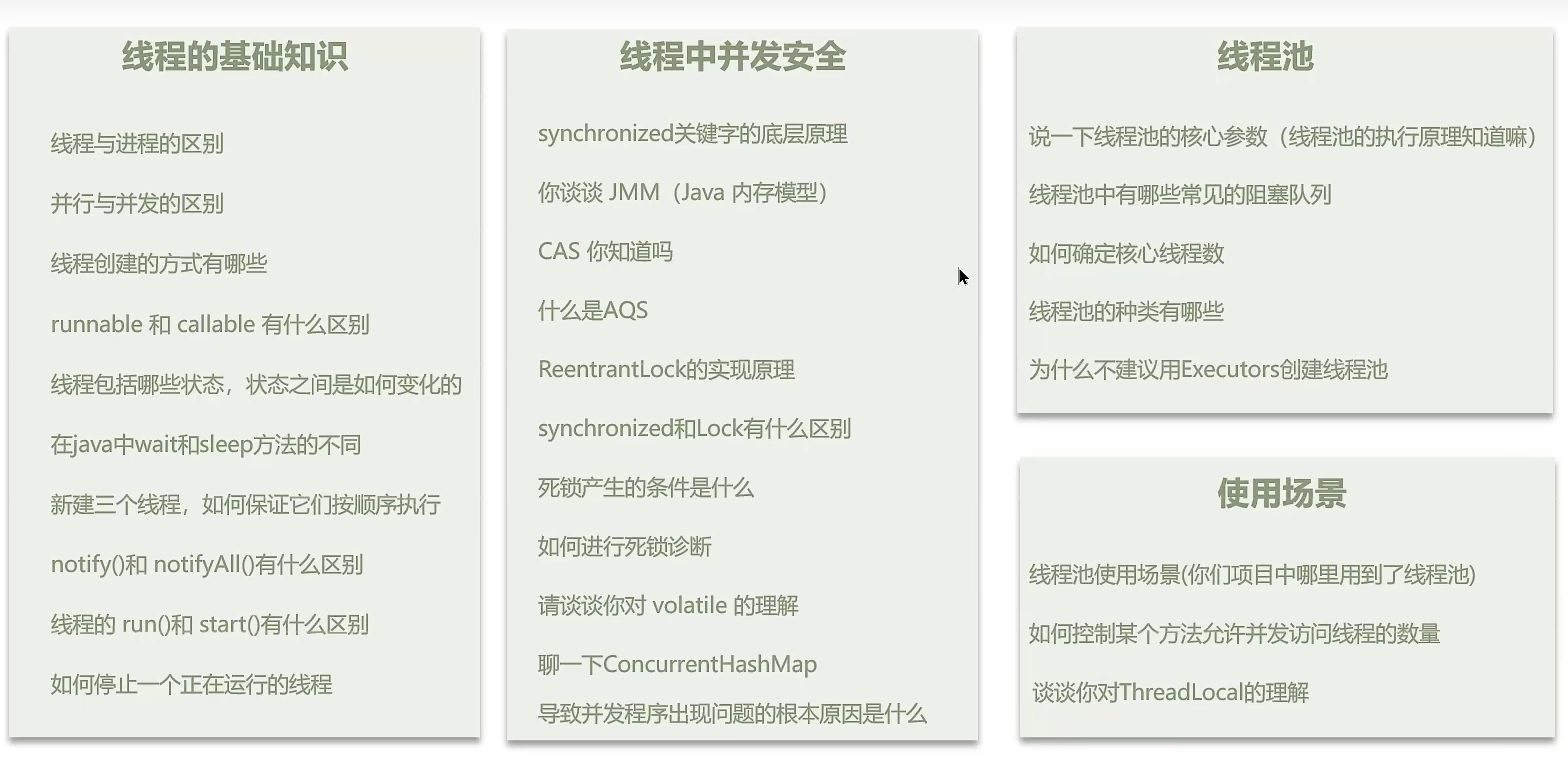 线程的基础知识
线程与进程的区别
并行与并发的区别
线程创建的方式有哪些
runnable 和 callable 有什么区别
线程包括哪些状态，状态之间是如何变化的
在java中wait和sleep方法的不同
新建三个线程，如何保证它们按顺序执行
notify()和 notifyAll()有什么区别
线程的 run()和 start()有什么区别
如何停止一个正在运行的线程
线程中并发安全
synchronized关键字的底层原理
你谈谈 JMM（Java 内存模型）
CAS 你知道吗
什么是AQS
ReentrantLock的实现原理
synchronized和Lock有什么区别
死锁产生的条件是什么
如何进行死锁诊断
请谈谈你对 volatile 的理解
聊一下ConcurrentHashMap
导致并发程序出现问题的根本原因是什么
线程池
说一下线程池的核心参数（线程池的执行原理知道嘛）
线程池中有哪些常见的阻塞队列
如何确定核心线程数
线程池的种类有哪些
为什么不建议用Executors创建线程池
使用场景
线程池使用场景(你们项目中哪里用到了线程池)
如何控制某个方法允许并发访问线程的数量
谈谈你对ThreadLocal的理解